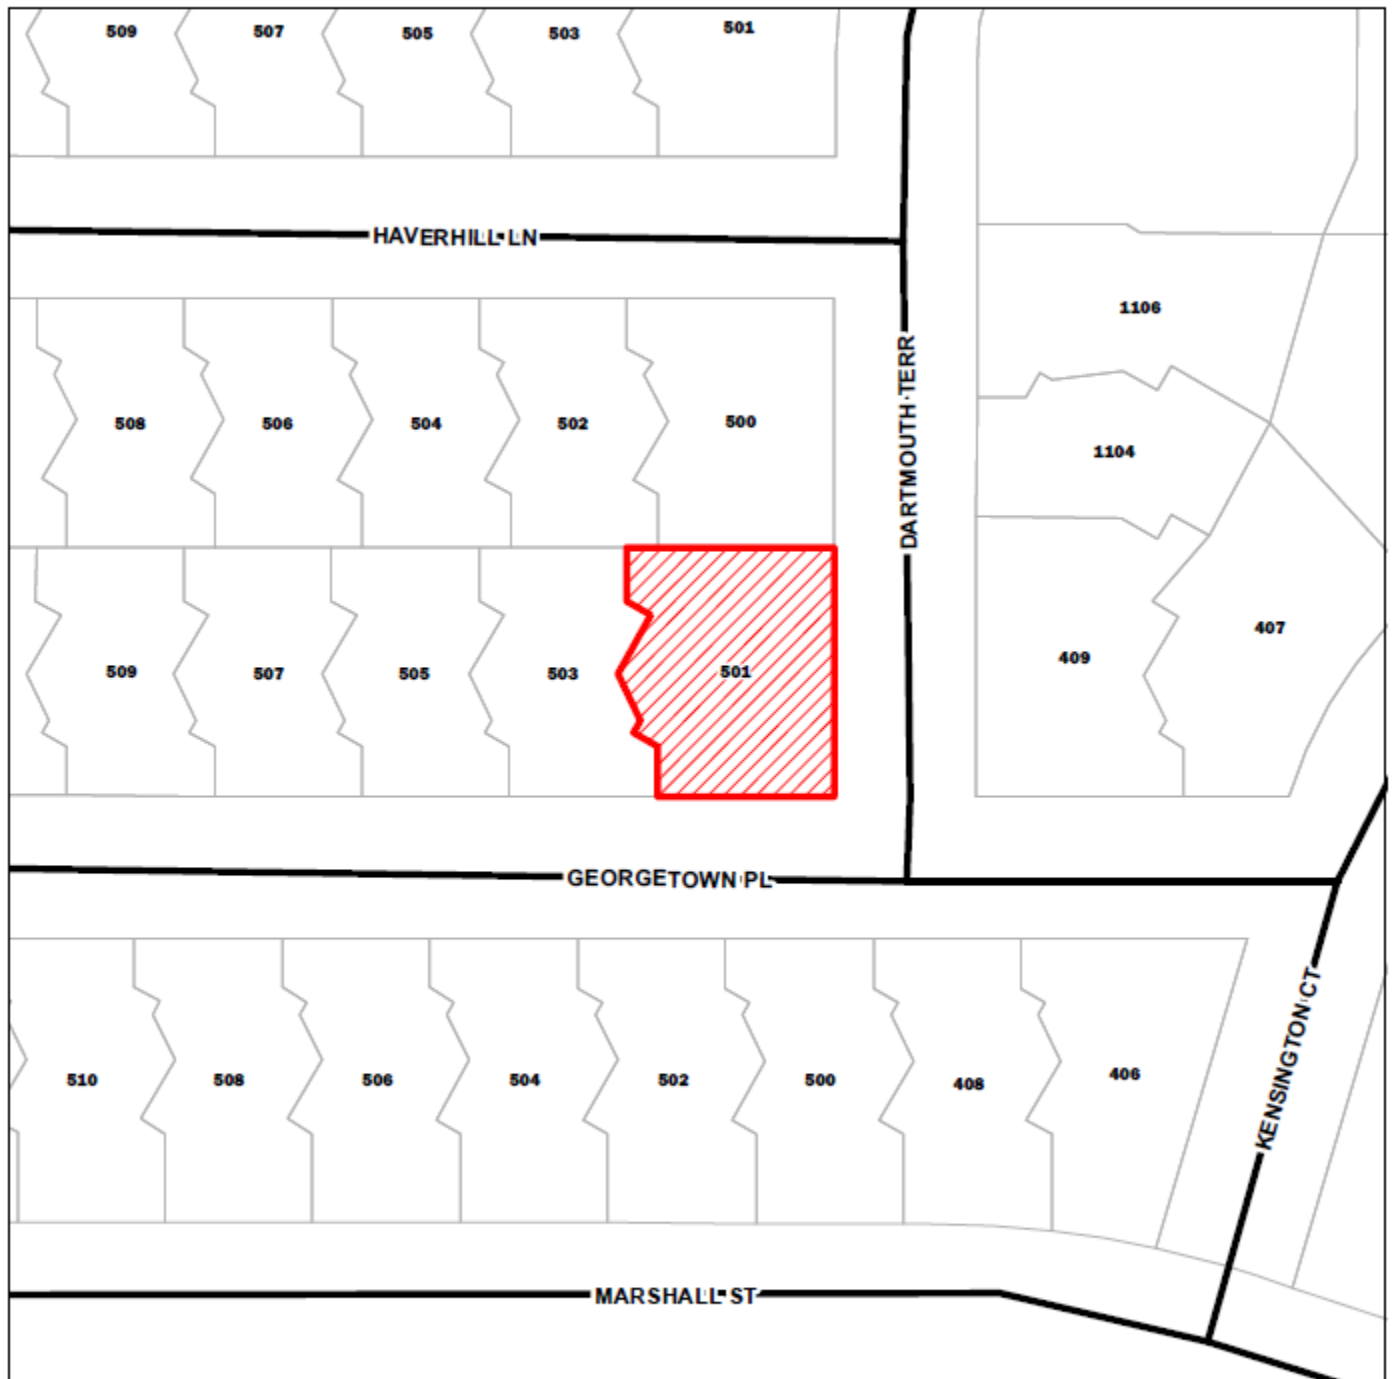 509 507 505 503 501
HAVERHILL LN
1106
DARTMOUTH TERR
508 506 504 502 500
1104
407
409
509 507 505 503 501
GEORGETOWN PL
KENSINGTON CT
510 508 506 504 502 500 408 406
MARSHALL ST